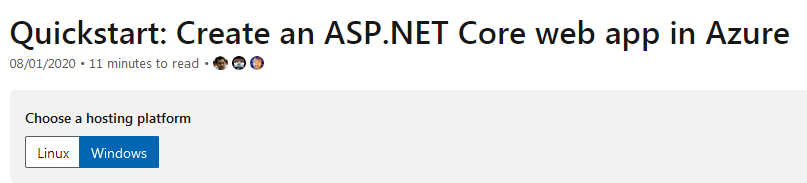 Quickstart: Create an ASP.NET Core web app in Azure
08/01/2020 • 11 minutes to read •
Choose a hosting platform
Linux Windows